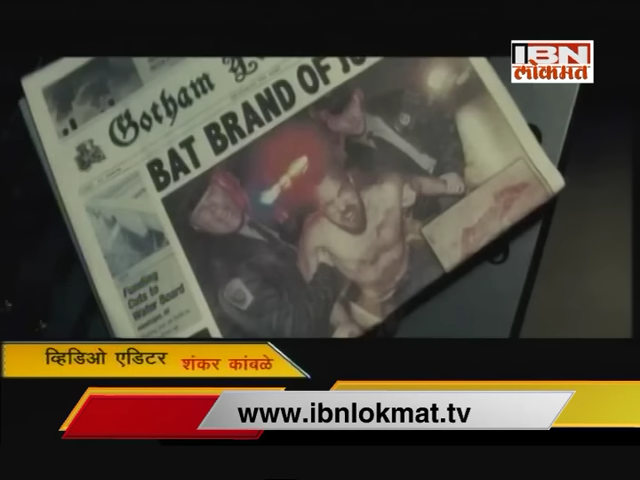 IBN
लोकमत
Gotham
BAT BRAND OF
Funding
Cuts to
Water Board
व्हिडिओ एडिटर शंकर कांबळे
www.ibnlokmat.tv